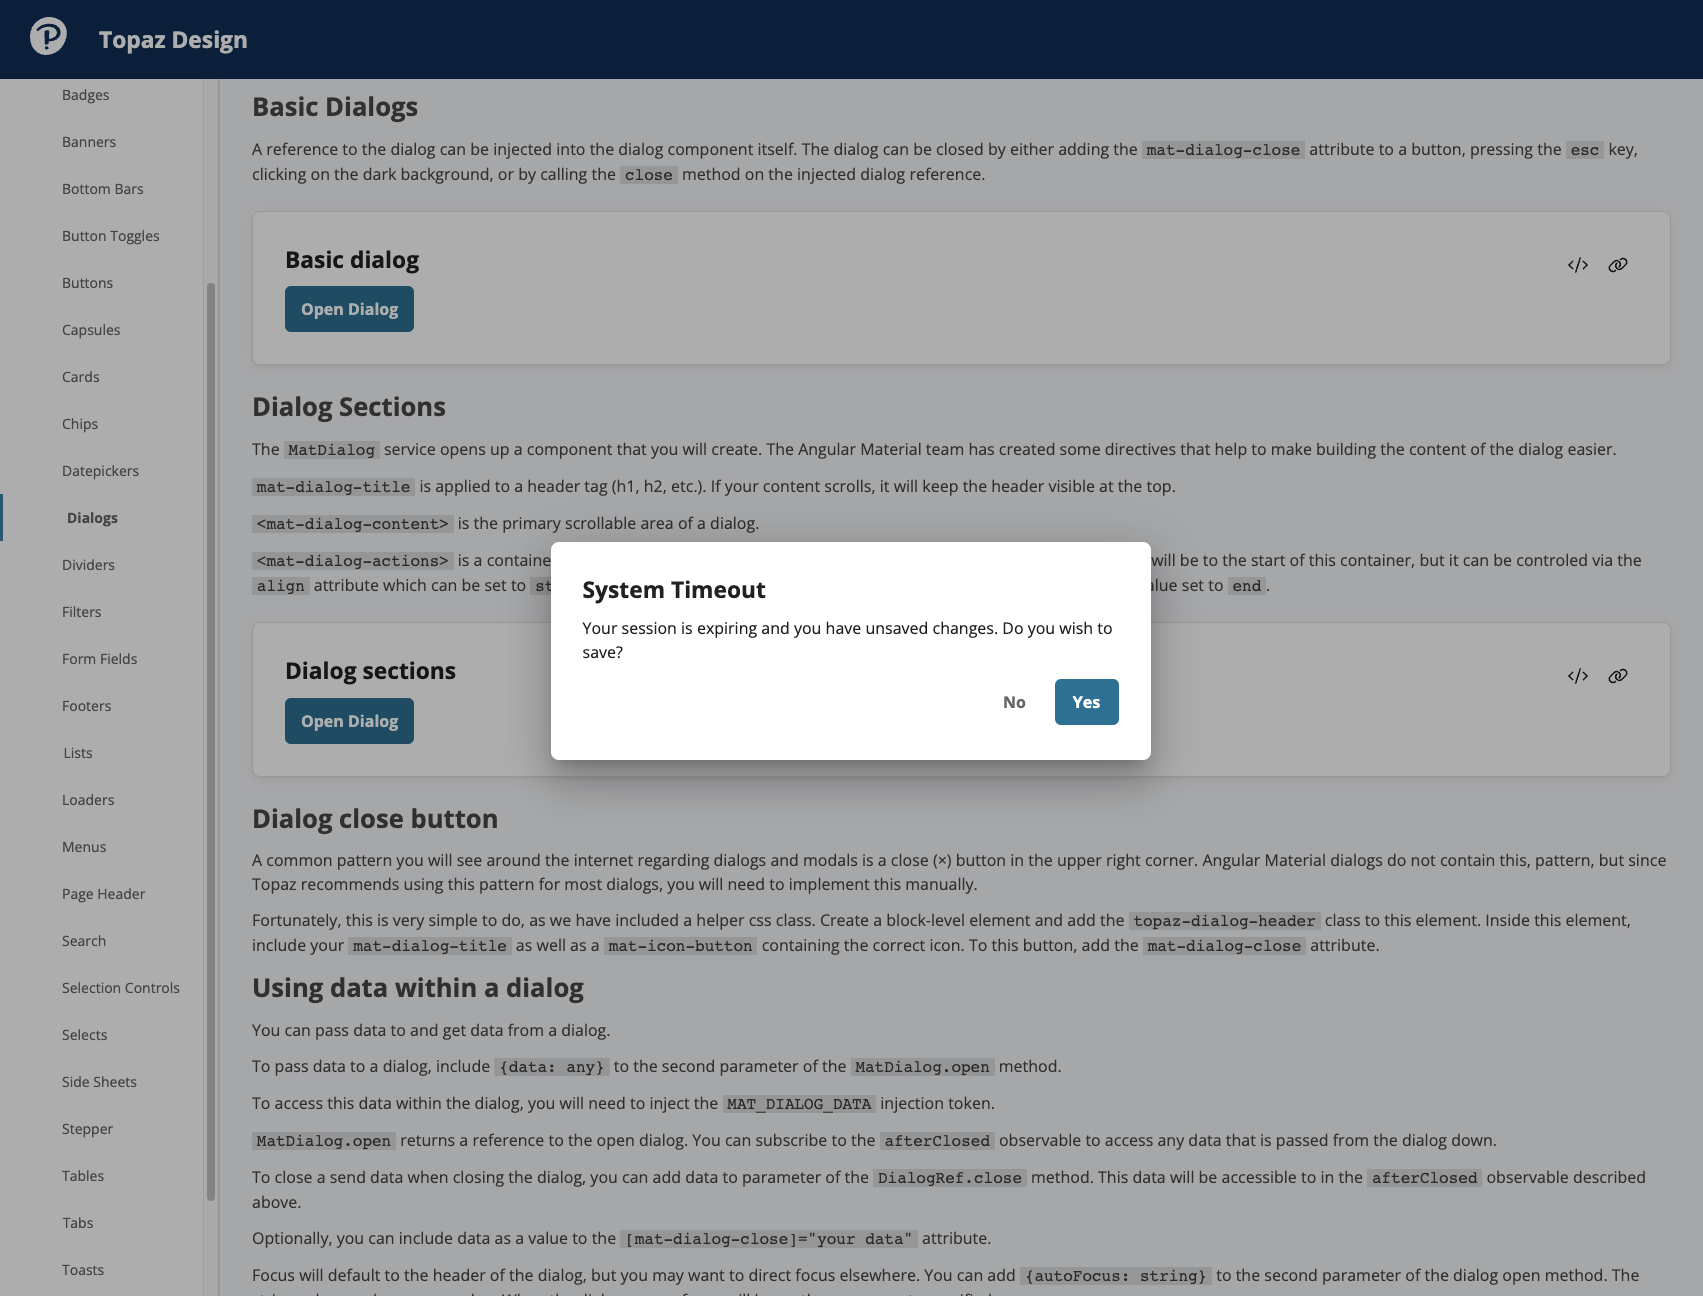 Topaz Design
Badges
Banners
Bottom Bars
Button Toggles
Buttons
Capsules
Cards
Chips
Datepickers
Dialogs
Dividers
Filters
Form Fields
Footers
Lists
Loaders
Menus
Page Header
Search
Selection Controls
Selects
Side Sheets
Stepper
Tables
Tabs
Toasts
Basic Dialogs
A reference to the dialog can be injected into the dialog component itself. The dialog can be closed by either adding the mat-dialog-close attribute to a button, pressing the esc key,
clicking on the dark background, or by calling the close method on the injected dialog reference.
Basic dialog
</>
Open Dialog
Dialog Sections
The MatDialog service opens up a component that you will create. The Angular Material team has created some directives that help to make building the content of the dialog easier.
mat-dialog-title is applied to a header tag (h1, h2, etc.). If your content scrolls, it will keep the header visible at the top.
<mat-dialog-content> is the primary scrollable area of a dialog.
<mat-dialog-actions> is a containe will be to the start of this container, but it can be controled via the
align attribute which can be set to st alue set to end.
System Timeout
Your session is expiring and you have unsaved changes. Do you wish to
save?
No
Yes
Dialog sections
</>
Open Dialog
Dialog close button
A common pattern you will see around the internet regarding dialogs and modals is a close (×) button in the upper right corner. Angular Material dialogs do not contain this, pattern, but since
Topaz recommends using this pattern for most dialogs, you will need to implement this manually.
Fortunately, this is very simple to do, as we have included a helper css class. Create a block-level element and add the topaz-dialog-header class to this element. Inside this element,
include your mat-dialog-title as well as a mat-icon-button containing the correct icon. To this button, add the mat-dialog-close attribute.
Using data within a dialog
You can pass data to and get data from a dialog.
To pass data to a dialog, include {data: any} to the second parameter of the MatDialog.open method.
To access this data within the dialog, you will need to inject the MAT_DIALOG_DATA injection token.
MatDialog.open returns a reference to the open dialog. You can subscribe to the afterClosed observable to access any data that is passed from the dialog down.
To close a send data when closing the dialog, you can add data to parameter of the DialogRef.close method. This data will be accessible to in the afterClosed observable described
above.
Optionally, you can include data as a value to the [mat-dialog-close]="your data" attribute.
Focus will default to the header of the dialog, but you may want to direct focus elsewhere. You can add {autoFocus: string} to the second parameter of the dialog open method. The